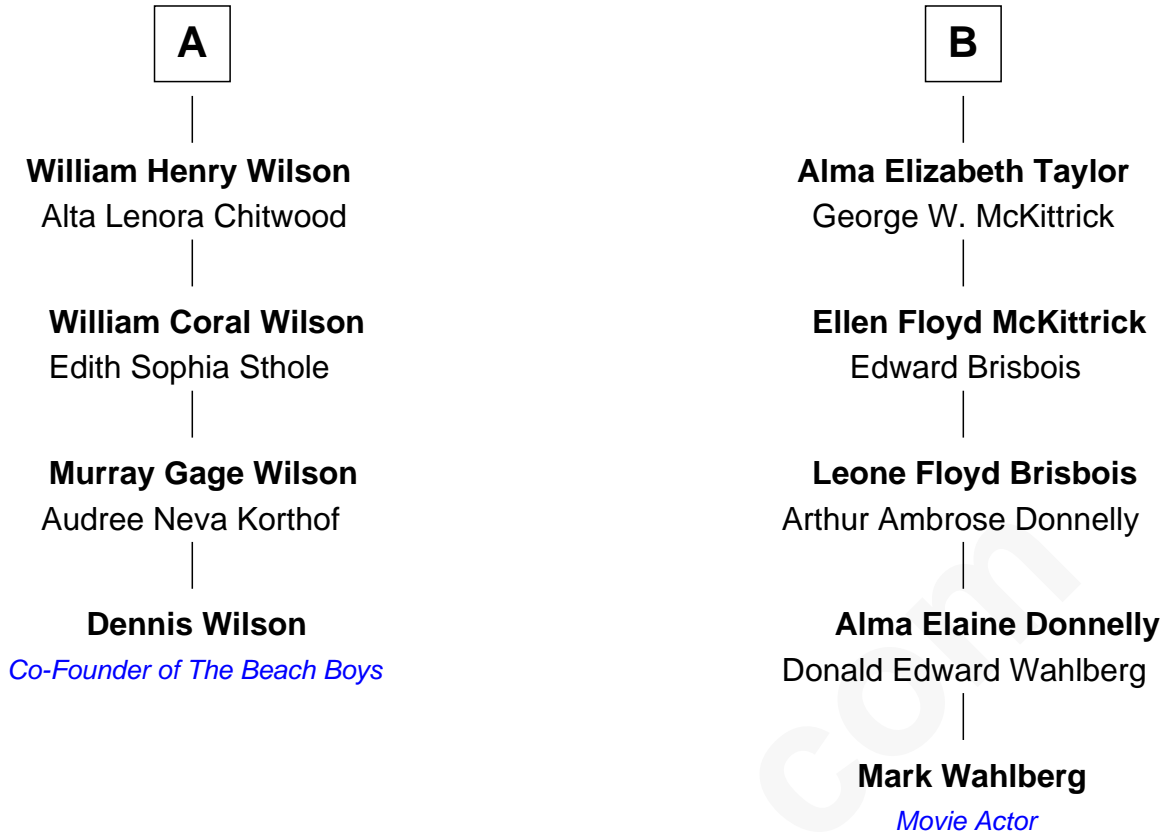 A
William Henry Wilson
Alta Lenora Chitwood
William Coral Wilson
Edith Sophia Sthole
Murray Gage Wilson
Audree Neva Korthof
Dennis Wilson
Co-Founder of The Beach Boys
B
Alma Elizabeth Taylor
George W. McKittrick
Ellen Floyd McKittrick
Edward Brisbois
Leone Floyd Brisbois
Arthur Ambrose Donnelly
Alma Elaine Donnelly
Donald Edward Wahlberg
Mark Wahlberg
Movie Actor
com